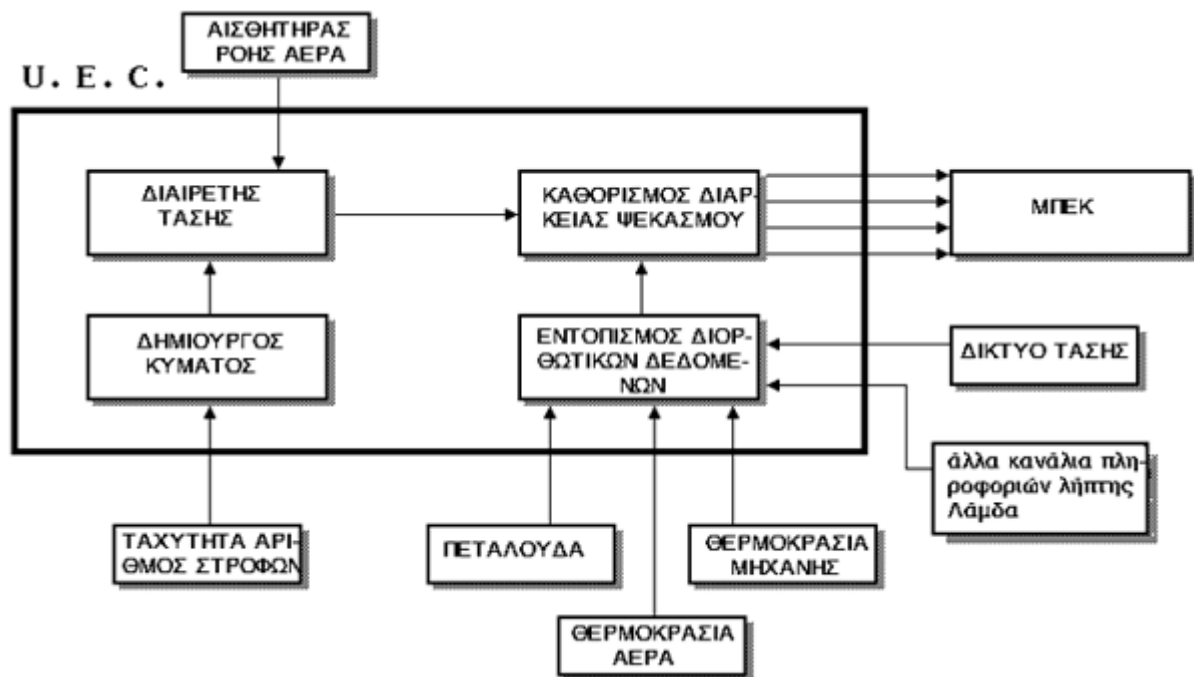 ΑΙΣΘΗΤΗΡΑΣ
ΡΟΗΣ ΑΕΡΑ
U. E. C.
ΔΙΑΙΡΕΤΗΣ
ΤΑΣΗΣ
ΚΑΘΟΡΙΣΜΟΣ ΔΙΑΡ-
ΚΕΙΑΣ ΨΕΚΑΣΜΟΥ
ΜΠΕΚ
ΔΗΜΙΟΥΡΓΟΣ
ΚΥΜΑΤΟΣ
ΕΝΤΟΠΙΣΜΟΣ ΔΙΟΡ-
ΘΩΤΙΚΩΝ ΔΕΔΟΜΕ-
ΝΩΝ
ΔΙΚΤΥΟ ΤΑΣΗΣ
άλλα κανάλια πλη-
ροφοριών λήπτης
Λάμδα
ΤΑΧΥΤΗΤΑ ΑΡΙ-
ΘΜΟΣ ΣΤΡΟΦΩΝ
ΠΕΤΑΛΟΥΔΑ
ΘΕΡΜΟΚΡΑΣΙΑ
ΜΗΧΑΝΗΣ
ΘΕΡΜΟΚΡΑΣΙΑ
ΑΕΡΑ